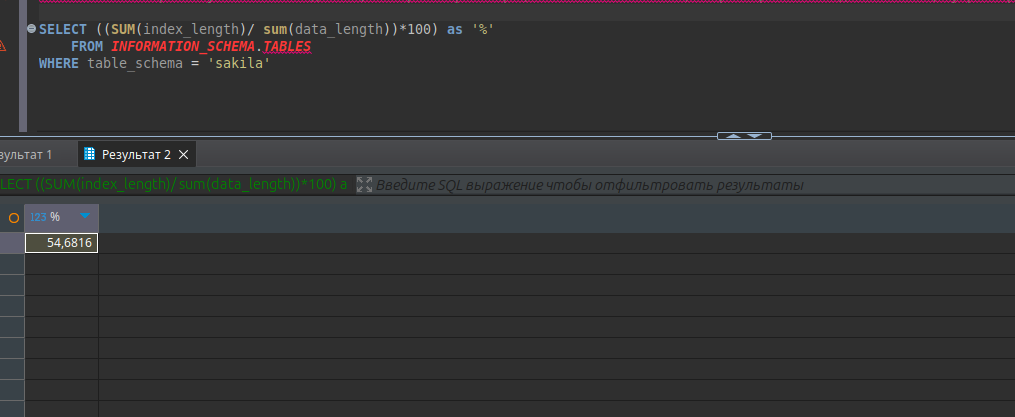 SELECT ((SUM(index_length)/ sum(data_length))*100) as '%'
FROM INFORMATION_SCHEMA.TABLES
WHERE table_schema = 'sakila'
зультат 1
Результат 2
LECT ((SUM(index_length)/sum(data_length))*100) a Введите SQL выражение чтобы отфильтровать результаты
123 %
54,6816